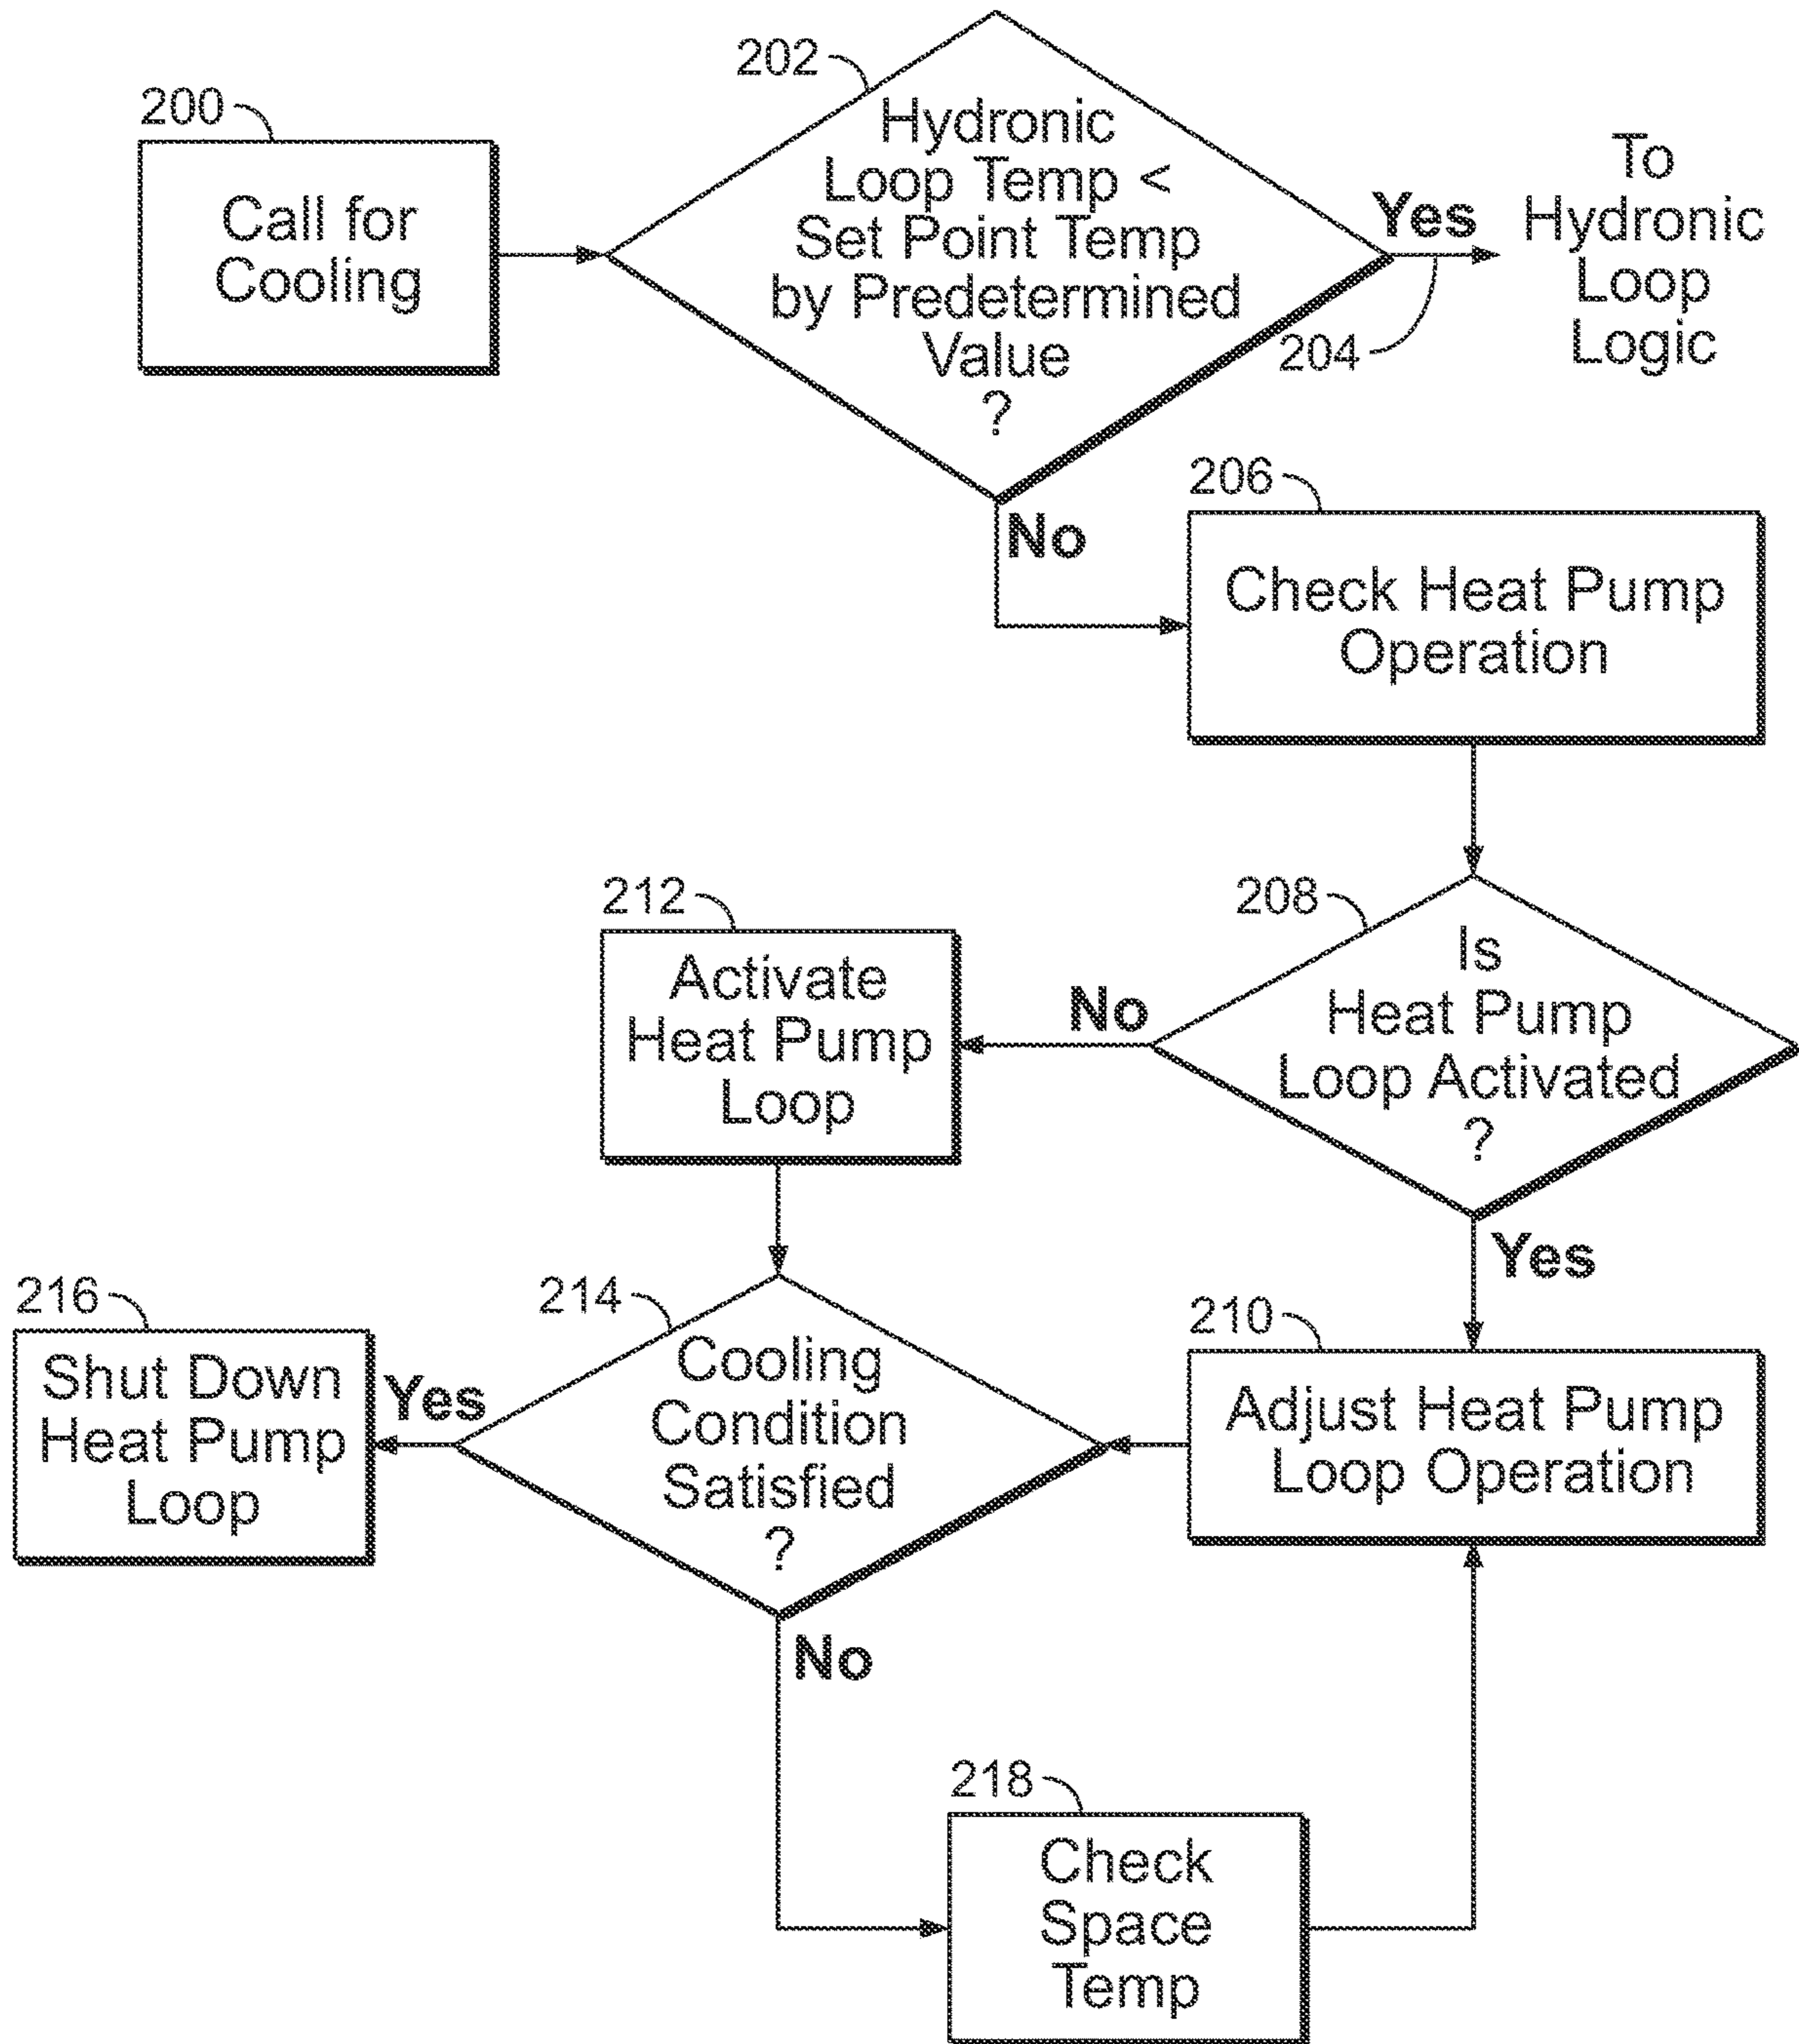 200
Call for
Cooling
202
Hydronic
Loop Temp <
Set Point Temp
by Predetermined
Value
?
Yes
204
To
Hydronic
Loop
Logic
No
206
Check Heat Pump
Operation
208
Is
Heat Pump
Loop Activated
?
No
212
Activate
Heat Pump
Loop
Yes
210
Adjust Heat Pump
Loop Operation
214
Cooling
Condition
Satisfied
?
Yes
216
Shut Down
Heat Pump
Loop
No
218
Check
Space
Temp